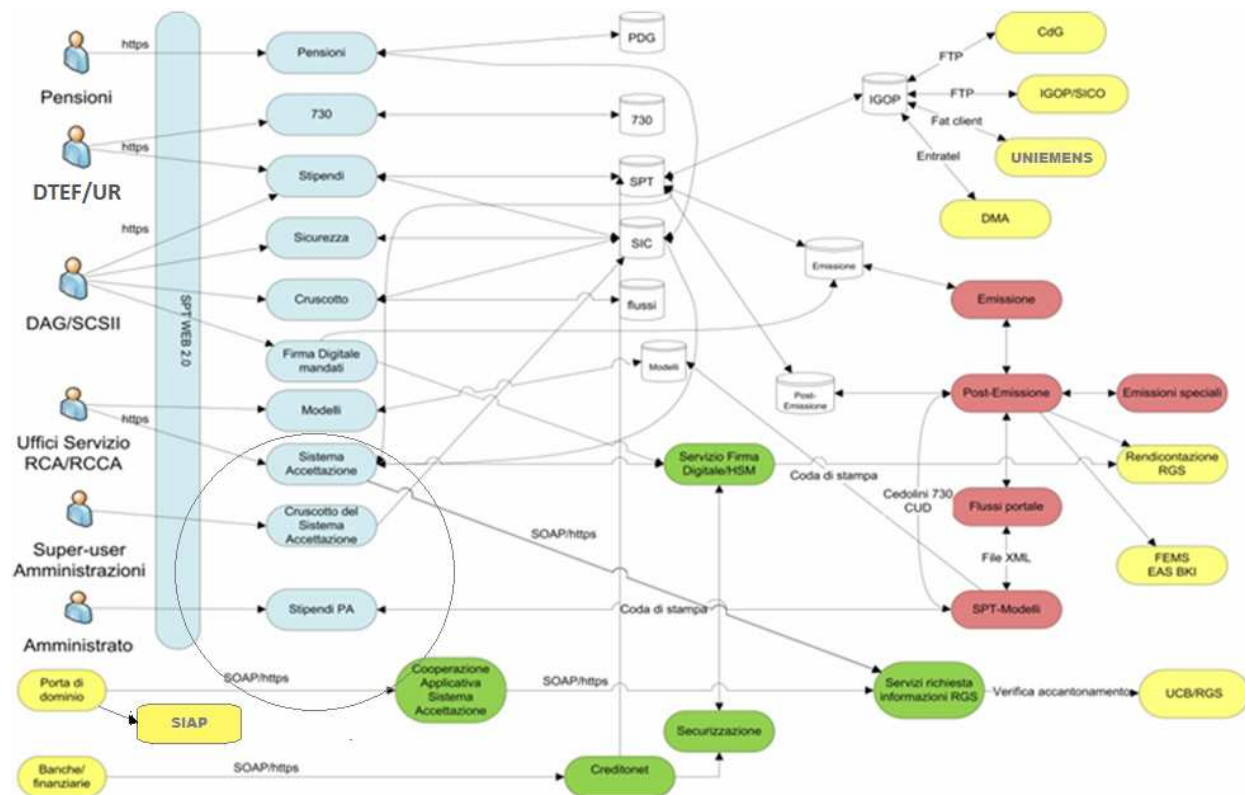 Pensioni
DTEF/UR
DAG/SCSII
Uffici Servizio
RCA/RCCA
Super-user
Amministrazioni
Amministrato
https
https
https
https
SPT WEB 2.0
Pensioni
730
Stipendi
Sicurezza
Cruscotto
Firma Digitale
mandati
Modelli
Sistema
Accettazione
Cruscotto del
Sistema
Accettazione
Stipendi PA
PDG
730
SPT
SIC
flussi
Modelli
IGOP
Emissione
Post-
Emissione
FTP
FTP
Fat client
Entratel
CdG
IGOP/SICO
UNIEMENS
DMA
Emissione
Post-Emissione
Emissioni speciali
Servizio Firma
Digitale/HSM
Coda di stampa
Cedolini 730
CUD
Rendicontazione
RGS
Flussi portale
SOAP/https
File XML
FEMS
EAS BKI
Coda di stampa
SPT-Modelli
Porta di
dominio
SOAP/https
Cooperazione
Applicativa
Sistema
Accettazione
SOAP/https
Servizi richiesta
informazioni RGS
Verifica accantonamento
UCB/RGS
SIAP
Securizzazione
Banche/
finanziarie
SOAP/https
Creditonet